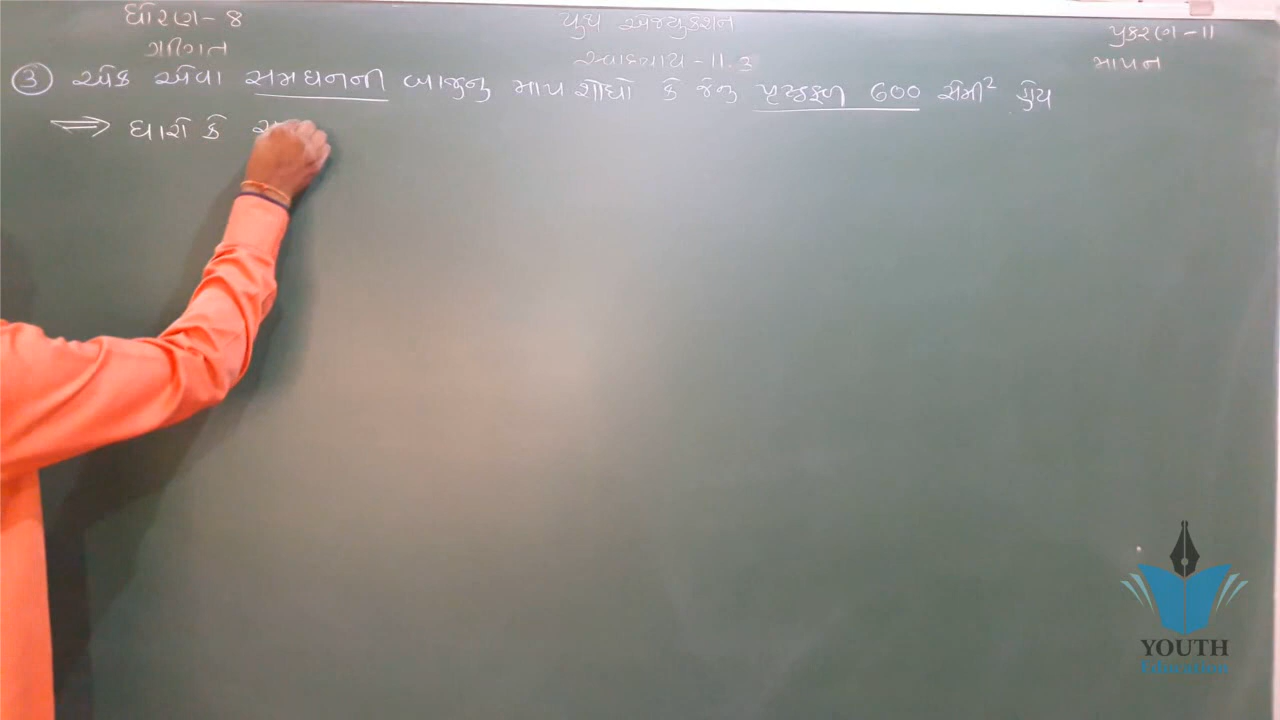 ધોરણ-8
ગણિત
યુથ એજ્યુકેશન
સ્વાધ્યાય-11.3
પ્રકરણ-11
માપન
③ એક એવા સમઘનની બાજુનુ માપ શોધો કે જેનુ પૃષ્ઠફળ 600 સેમી² હોય
⇒ ધારો કે
YOUTH
Education